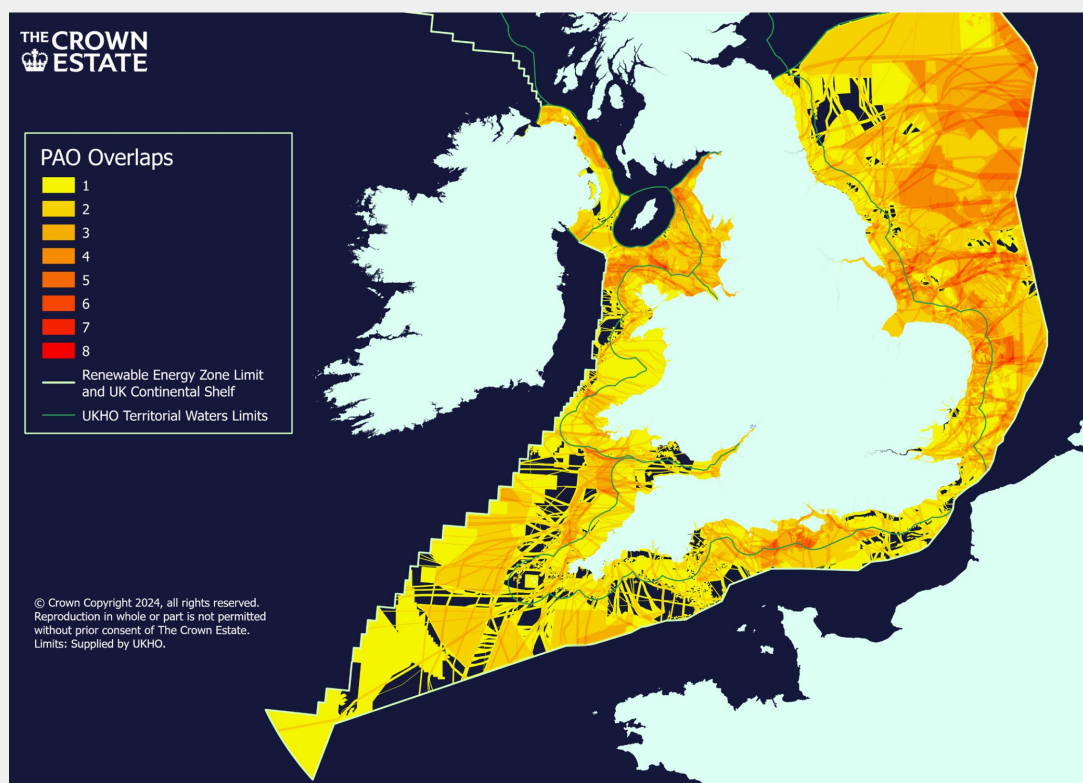 THE CROWN
ESTATE
PAO Overlaps
1
2
3
4
5
6
7
8
Renewable Energy Zone Limit
and UK Continental Shelf
UKHO Territorial Waters Limits
© Crown Copyright 2024, all rights reserved.
Reproduction in whole or part is not permitted
without prior consent of The Crown Estate.
Limits: Supplied by UKHO.